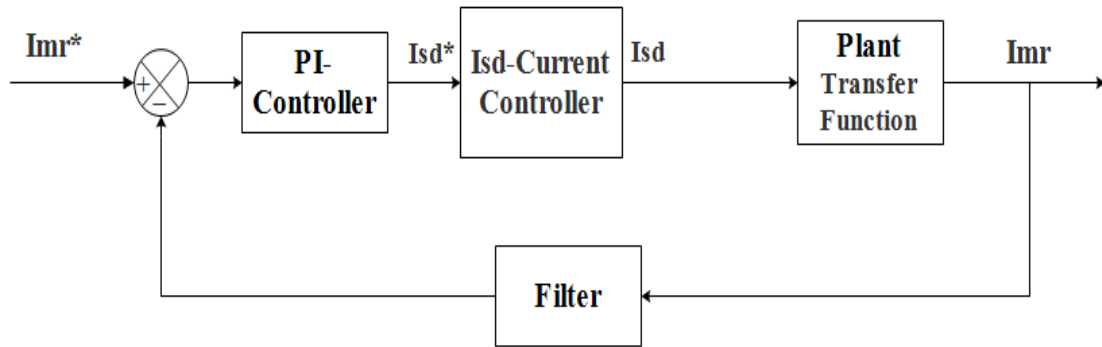 Imr*
+
−
PI-
Controller
Isd*
Isd-Current
Controller
Isd
Plant
Transfer
Function
Imr
Filter